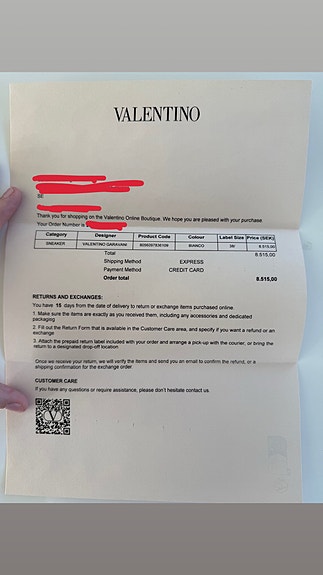 VALENTINO
SE
Thank you for shopping on the Valentino Online Boutique. We hope you are pleased with your purchase.
Your Order Number is
Category Designer Product Code Colour Label Size Price (SEK)
SNEAKER VALENTINO GARAVANI BIANCO 8.515,00
Total 8.515,00
Shipping Method EXPRESS
Payment Method CREDIT CARD
Order total 8.515,00
RETURNS AND EXCHANGES:
You have 15 days from the date of delivery to return or exchange items purchased online
1. Make sure the items are exactly as you received them, including any accessories and dedicated
packaging
2. Fill out the Return Form that is available in the Customer Care area, and specify if you want a refund or an
exchange
3. Attach the prepaid return label included with your order and arrange a pick-up with the courier, or bring the
return to a designated drop-off location
Once we receive your return, we will verify the items and send you an email to confirm the refund, or a
shipping confirmation for the exchange order
CUSTOMER CARE
If you have any questions or require assistance, please don't hesitate contact us.